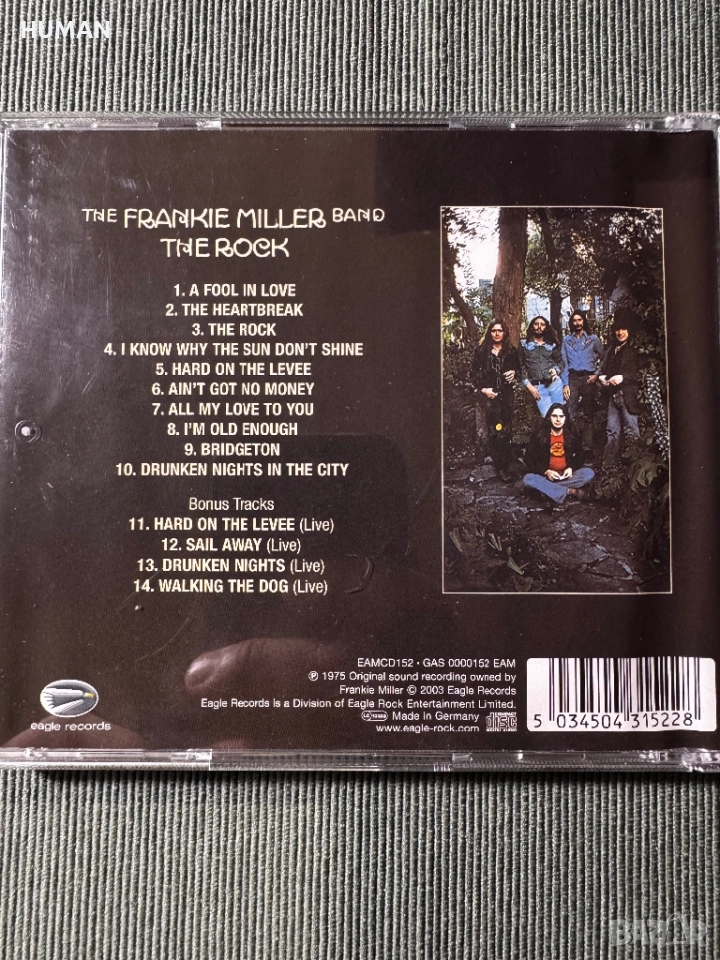 HUMAN
THE FRANKIE MILLER BAND
THE ROCK
1. A FOOL IN LOVE
2. THE HEARTBREAK
3. THE ROCK
4. I KNOW WHY THE SUN DON'T SHINE
5. HARD ON THE LEVEE
6. AIN'T GOT NO MONEY
7. ALL MY LOVE TO YOU
8. I'M OLD ENOUGH
9. BRIDGETON
10. DRUNKEN NIGHTS IN THE CITY
Bonus Tracks
11. HARD ON THE LEVEE (Live)
12. SAIL AWAY (Live)
13. DRUNKEN NIGHTS (Live)
14. WALKING THE DOG (Live)
eagle records
EAMCD152 • GAS 0000152 EAM
℗ 1975 Original sound recording owned by
Frankie Miller © 2003 Eagle Records
Eagle Records Is a Division of Eagle Rock Entertainment Limited.
LC 12388 Made in Germany
www.eagle-rock.com
5 034504 315228
BAZAR